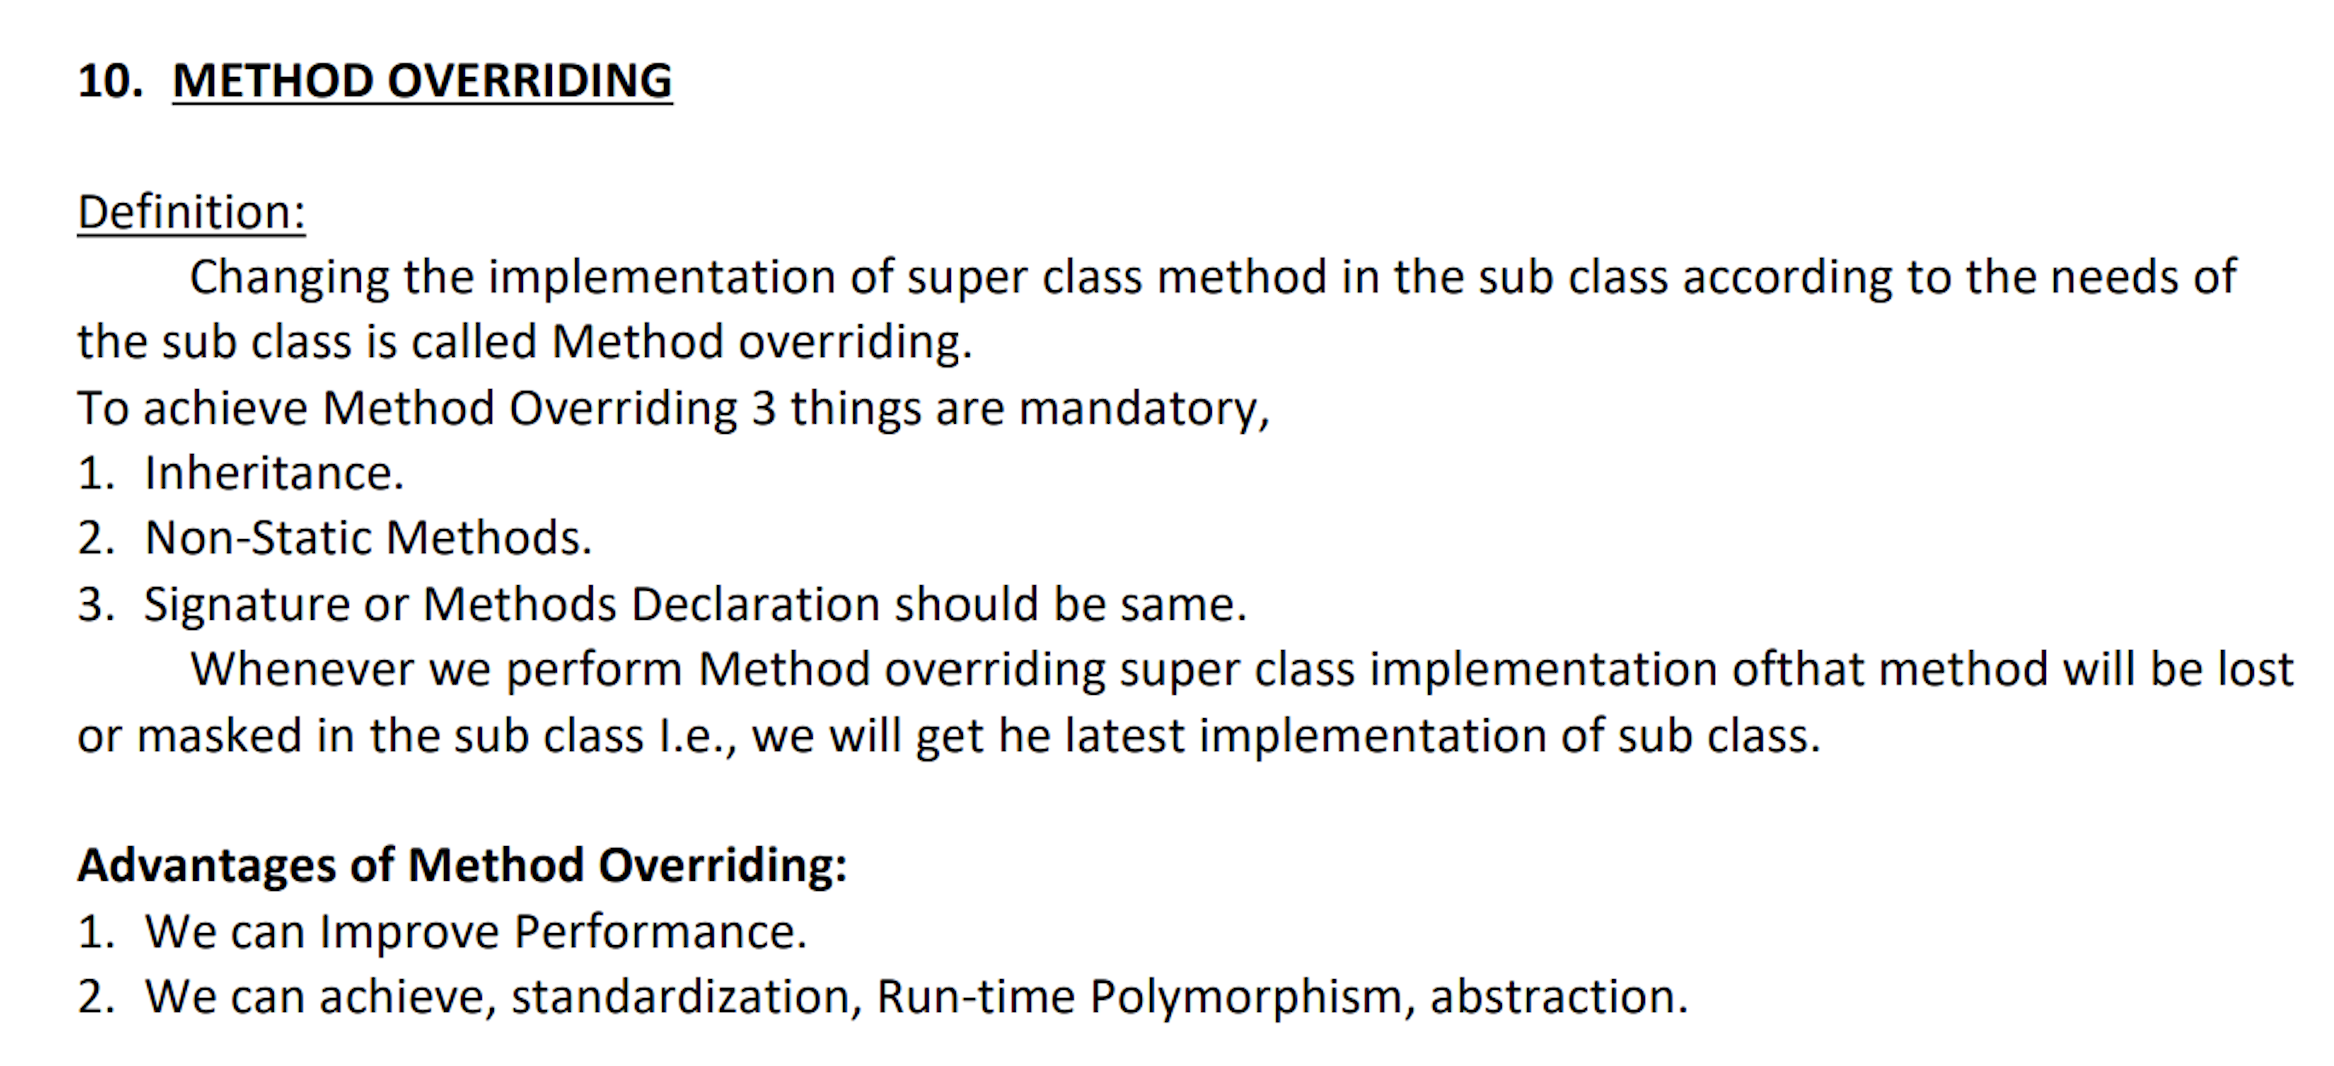 10. METHOD OVERRIDING
Definition:
Changing the implementation of super class method in the sub class according to the needs of
the sub class is called Method overriding.
To achieve Method Overriding 3 things are mandatory,
1. Inheritance.
2. Non-Static Methods.
3. Signature or Methods Declaration should be same.
Whenever we perform Method overriding super class implementation ofthat method will be lost
or masked in the sub class I.e., we will get he latest implementation of sub class.
Advantages of Method Overriding:
1. We can Improve Performance.
2. We can achieve, standardization, Run-time Polymorphism, abstraction.